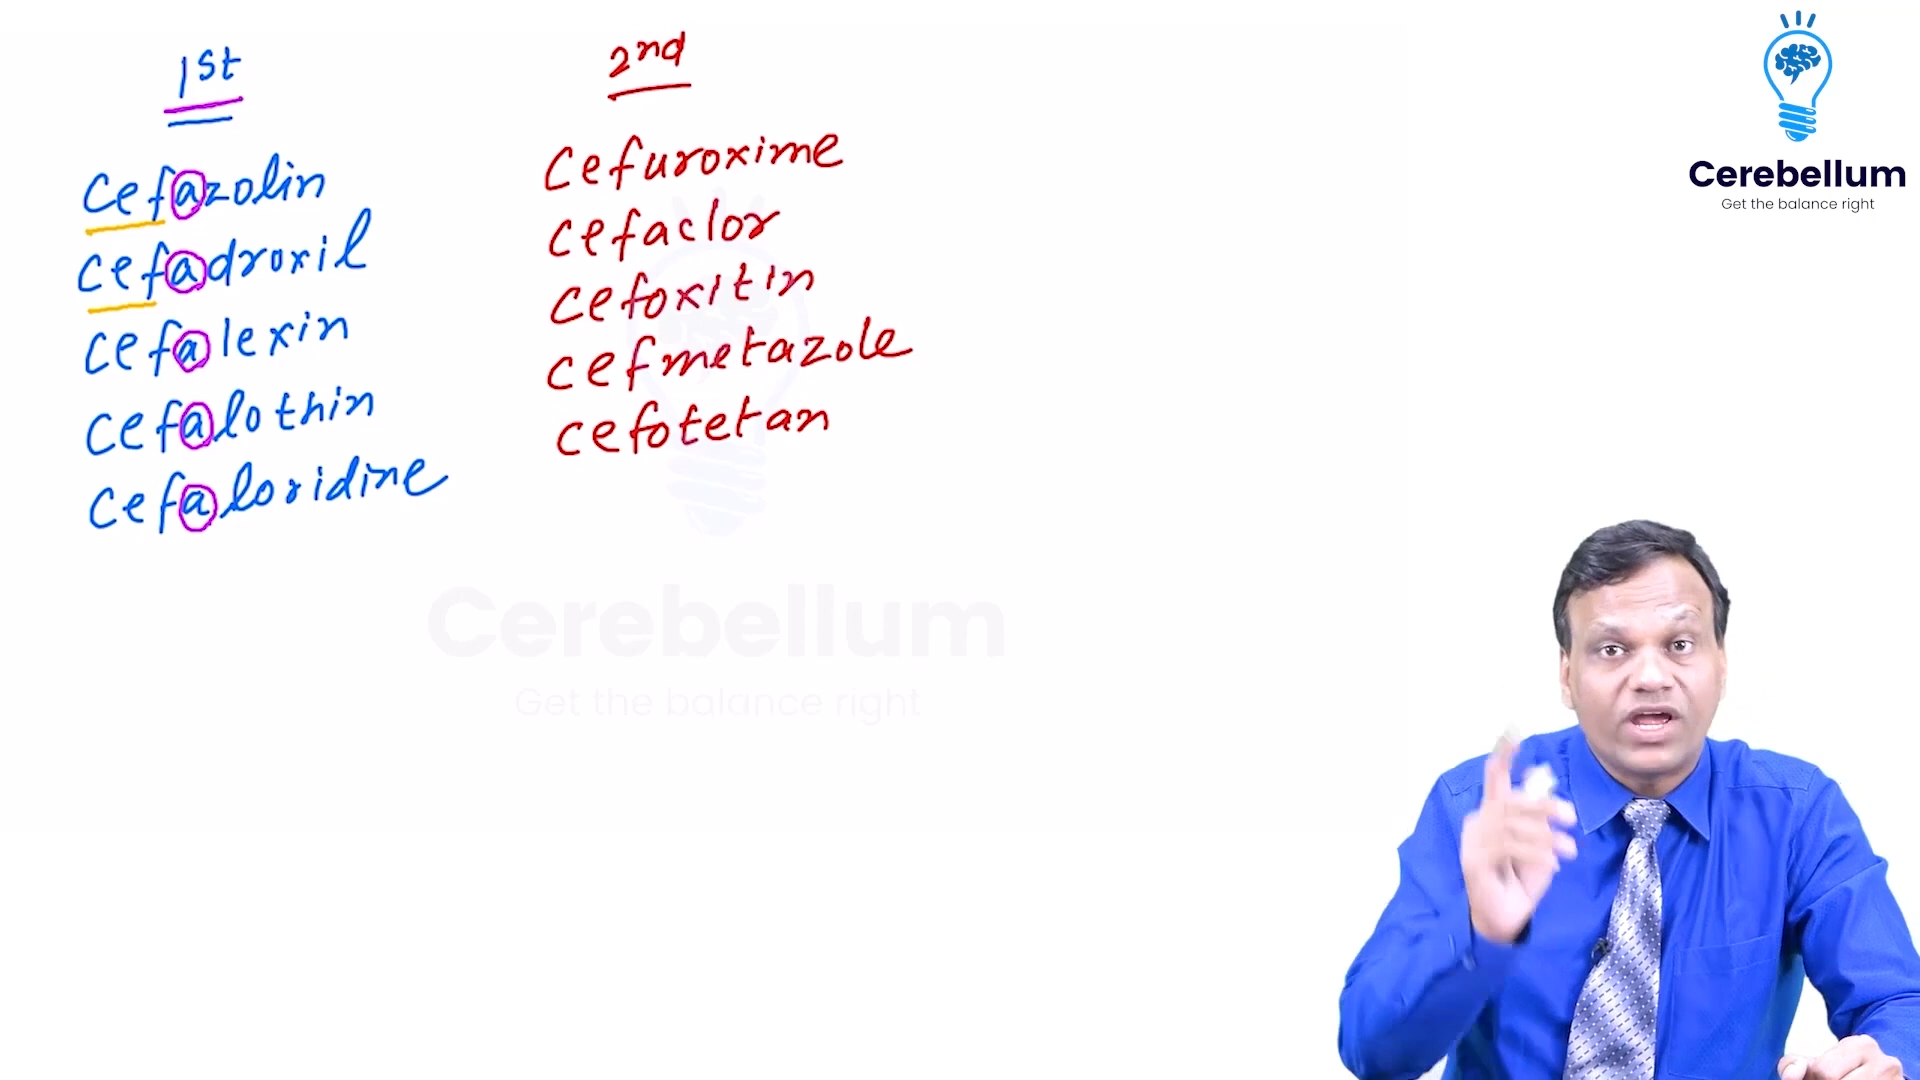 1st
Cefazolin
Cefadroxil
Cefalexin
Cefalothin
Cefaloridine
2nd
Cefuroxime
Cefaclor
Cefoxitin
Cefmetazole
Cefotetan
Cerebellum
Get the balance right
Cerebellum
Get the balance right